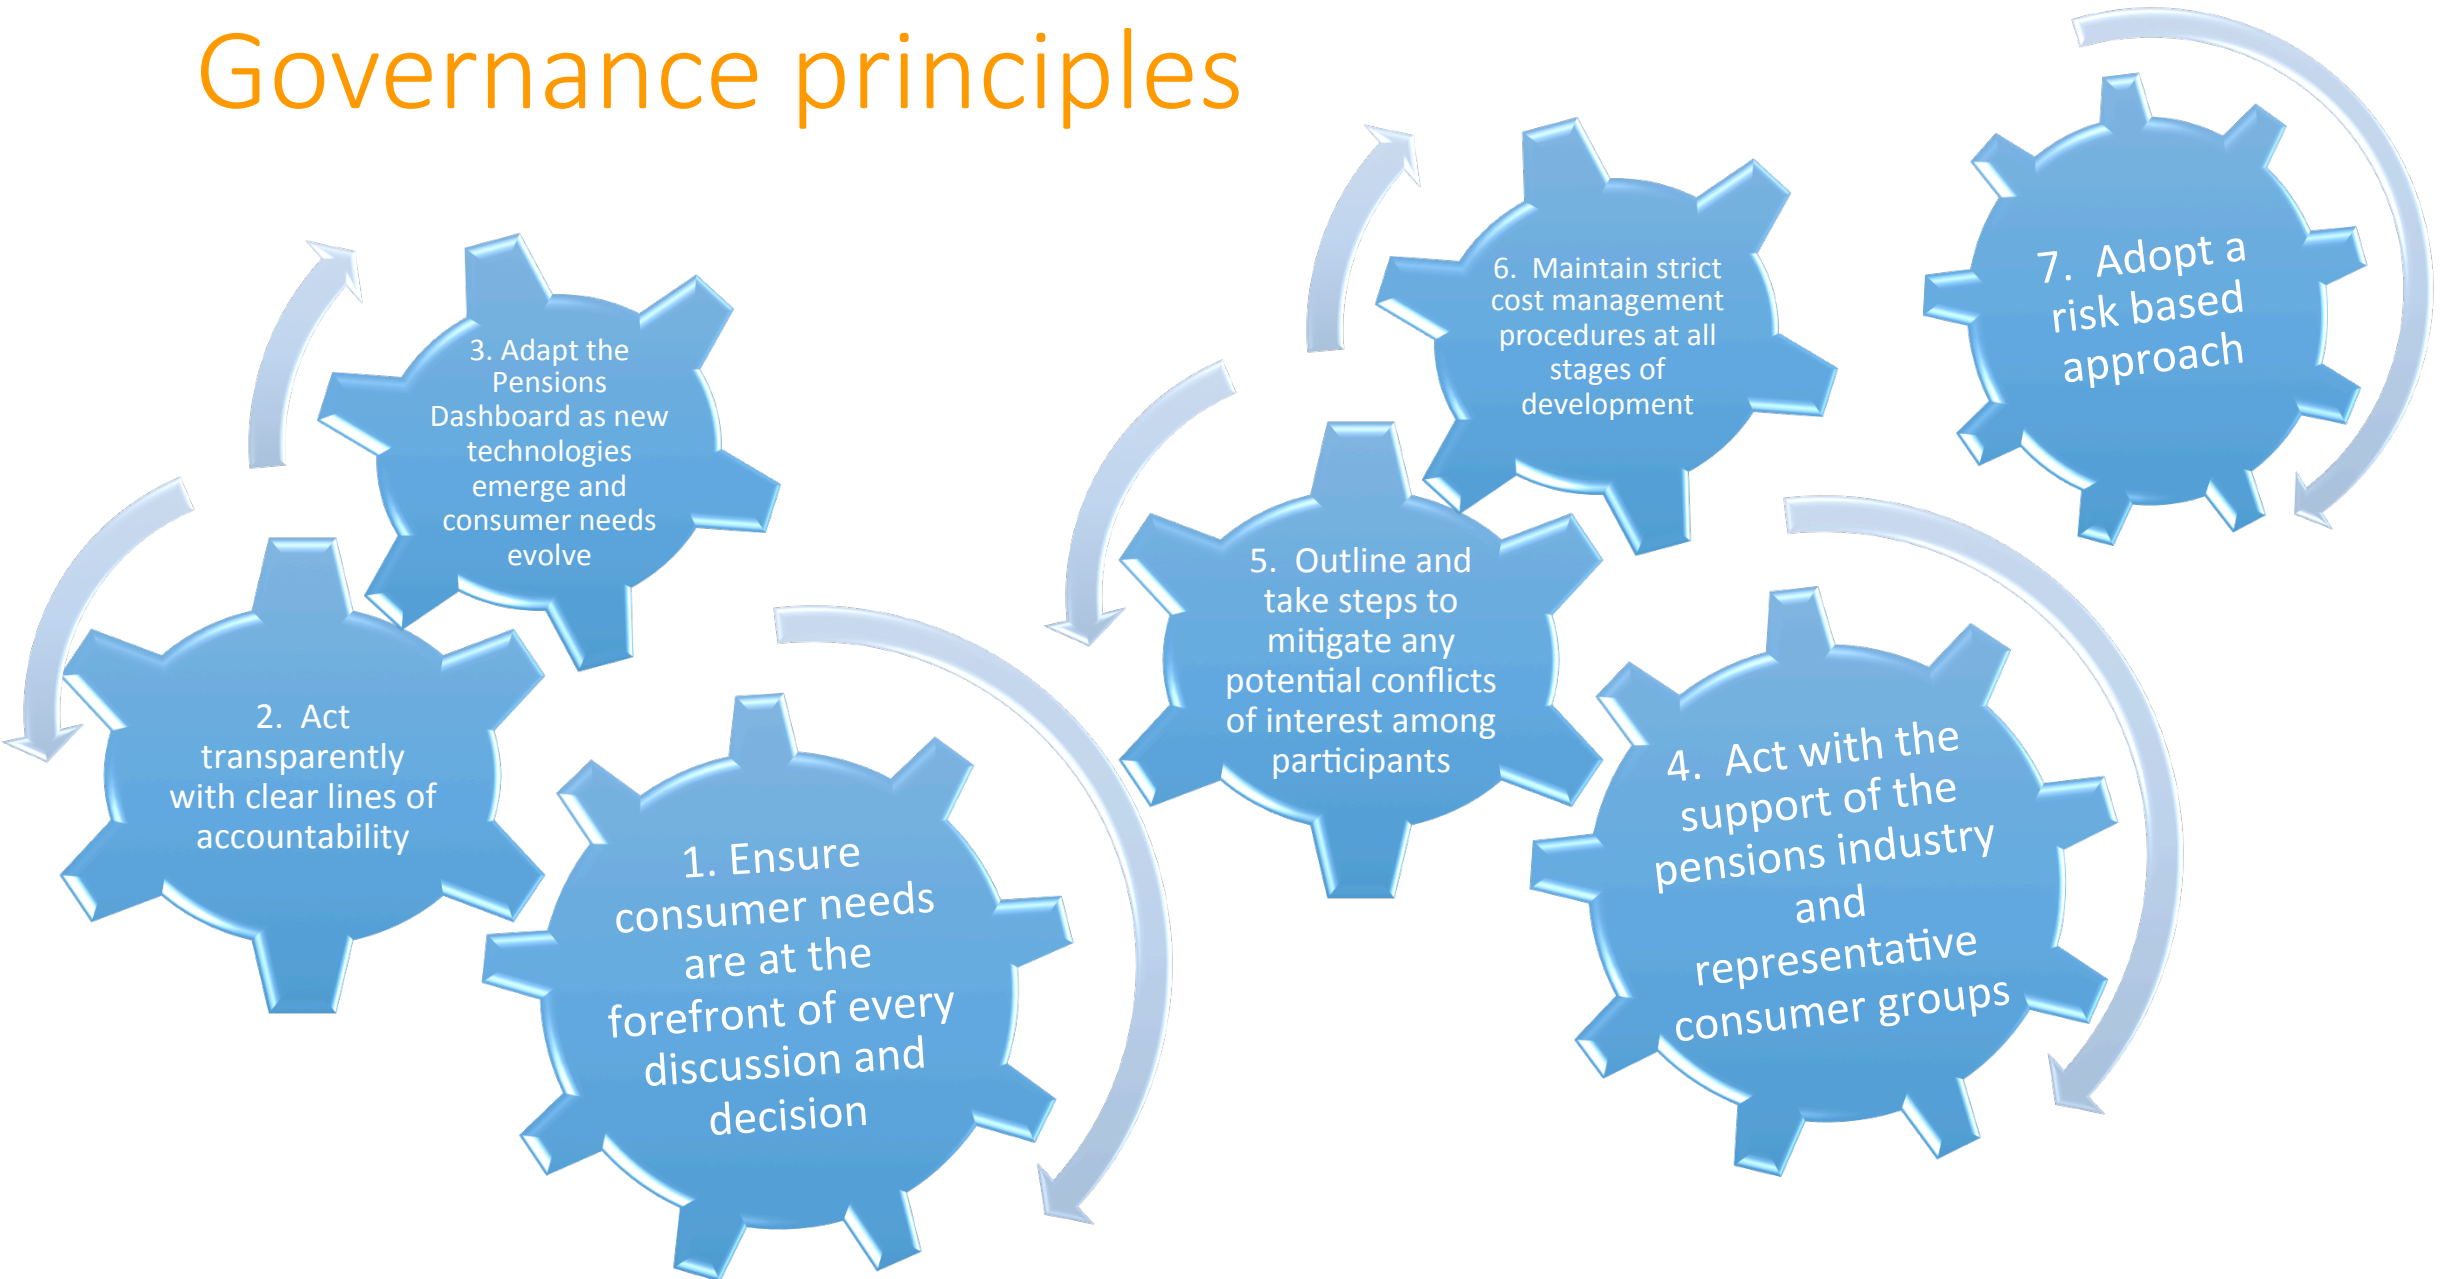 Governance principles
3. Adapt the
Pensions
Dashboard as new
technologies
emerge and
consumer needs
evolve
2.  Act
transparently
with clear lines of
accountability
1. Ensure
consumer needs
are at the
forefront of every
discussion and
decision
6.  Maintain strict
cost management
procedures at all
stages of
development
7.  Adopt a
risk based
approach
5.  Outline and
take steps to
mitigate any
potential conflicts
of interest among
participants
4.  Act with the
support of the
pensions industry
and
representative
consumer groups